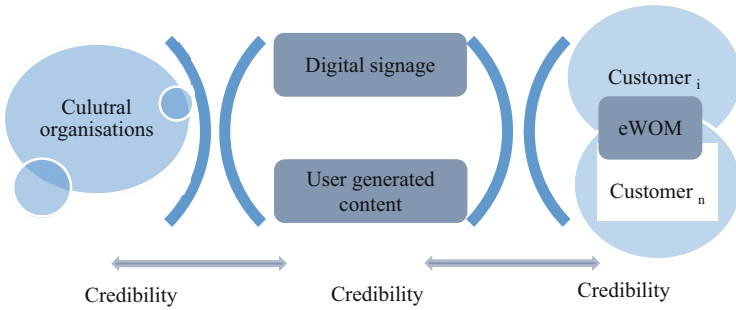 Culutral
organisations
Digital signage
User generated
content
Customer i
eWOM
Customer n
Credibility
Credibility
Credibility